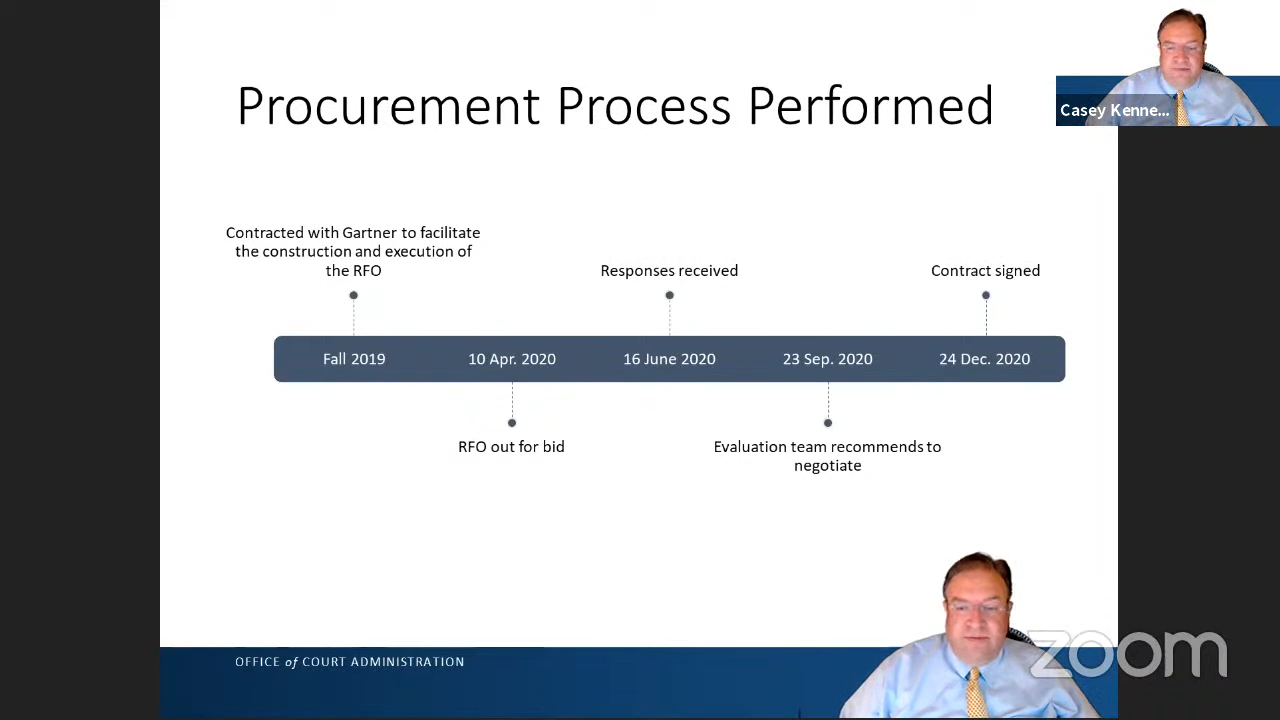 Procurement Process Performed
Casey Kenne...
Contracted with Gartner to facilitate
the construction and execution of
the RFO
Responses received
Contract signed
Fall 2019
10 Apr. 2020
16 June 2020
23 Sep. 2020
24 Dec. 2020
RFO out for bid
Evaluation team recommends to
negotiate
OFFICE of COURT ADMINISTRATION
zoom